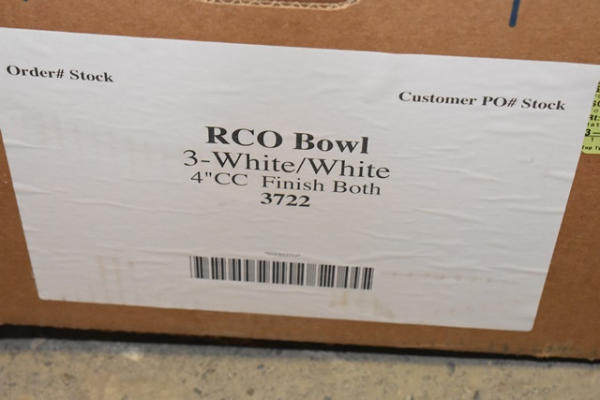 Order# Stock
Customer PO# Stock
RCO Bowl
3-White/White
4"CC Finish Both
3722